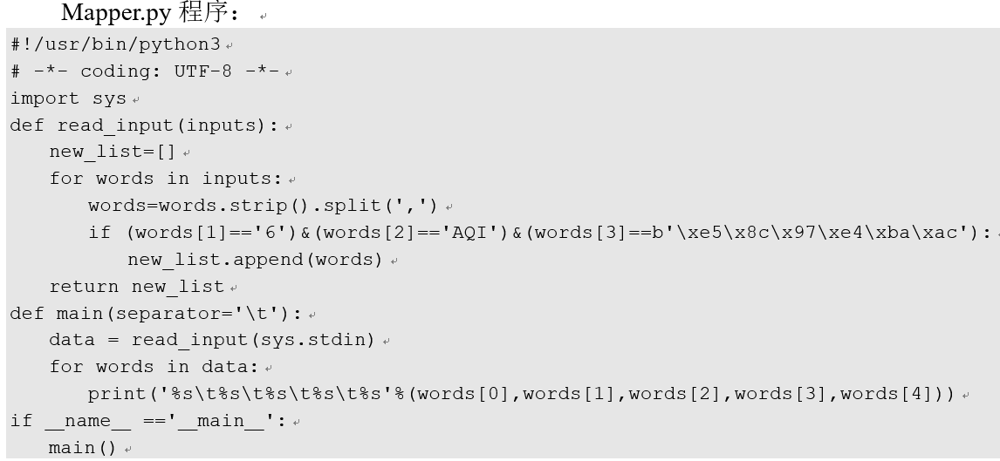 Mapper.py 程序：
#!/usr/bin/python3
# -*- coding: UTF-8 -*-
import sys
def read_input(inputs):
    new_list=[]
    for words in inputs:
        words=words.strip().split(',')
        if (words[1]=='6')&(words[2]=='AQI')&(words[3]==b'\xe5\x8c\x97\xe4\xba\xac'):
            new_list.append(words)
    return new_list
def main(separator='\t'):
    data = read_input(sys.stdin)
    for words in data:
        print('%s\t%s\t%s\t%s\t%s'%(words[0],words[1],words[2],words[3],words[4]))
if __name__ =='__main__':
    main()